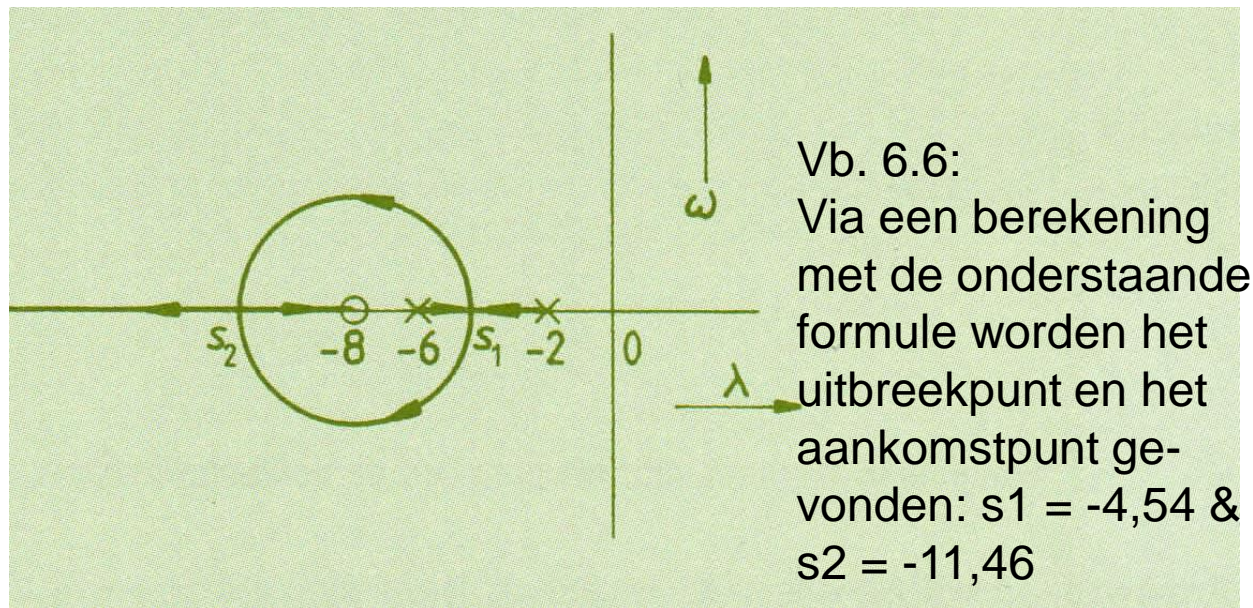 ω
s₂ -8 -6 s₁ -2 0
λ
Vb. 6.6:
Via een berekening
met de onderstaande
formule worden het
uitbreekpunt en het
aankomstpunt ge-
vonden: s1 = -4,54 &
s2 = -11,46